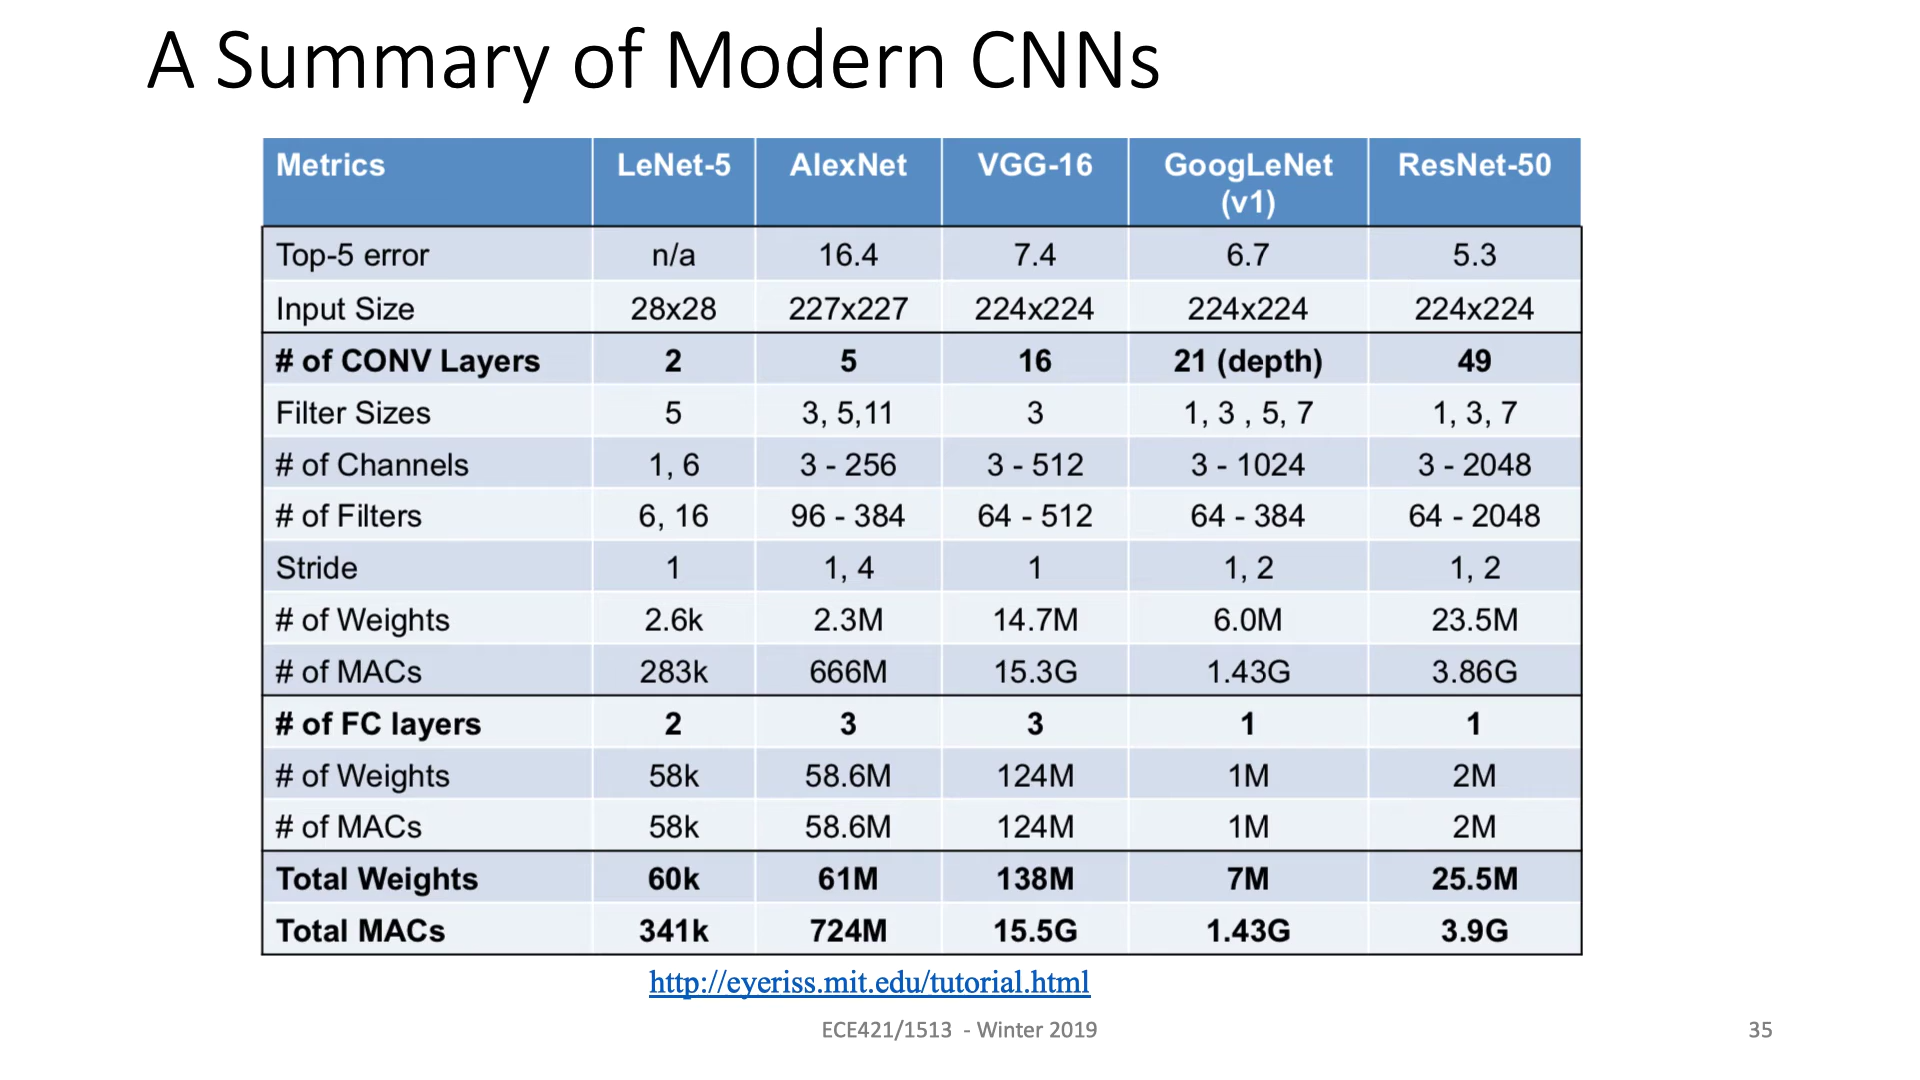 A Summary of Modern CNNs
Metrics LeNet-5 AlexNet VGG-16 GoogLeNet (v1) ResNet-50
Top-5 error n/a 16.4 7.4 6.7 5.3
Input Size 28x28 227x227 224x224 224x224 224x224
# of CONV Layers 2 5 16 21 (depth) 49
Filter Sizes 5 3, 5,11 3 1, 3 , 5, 7 1, 3, 7
# of Channels 1, 6 3 - 256 3 - 512 3 - 1024 3 - 2048
# of Filters 6, 16 96 - 384 64 - 512 64 - 384 64 - 2048
Stride 1 1, 4 1 1, 2 1, 2
# of Weights 2.6k 2.3M 14.7M 6.0M 23.5M
# of MACs 283k 666M 15.3G 1.43G 3.86G
# of FC layers 2 3 3 1 1
# of Weights 58k 58.6M 124M 1M 2M
# of MACs 58k 58.6M 124M 1M 2M
Total Weights 60k 61M 138M 7M 25.5M
Total MACs 341k 724M 15.5G 1.43G 3.9G
http://eyeriss.mit.edu/tutorial.html
ECE421/1513 - Winter 2019 35